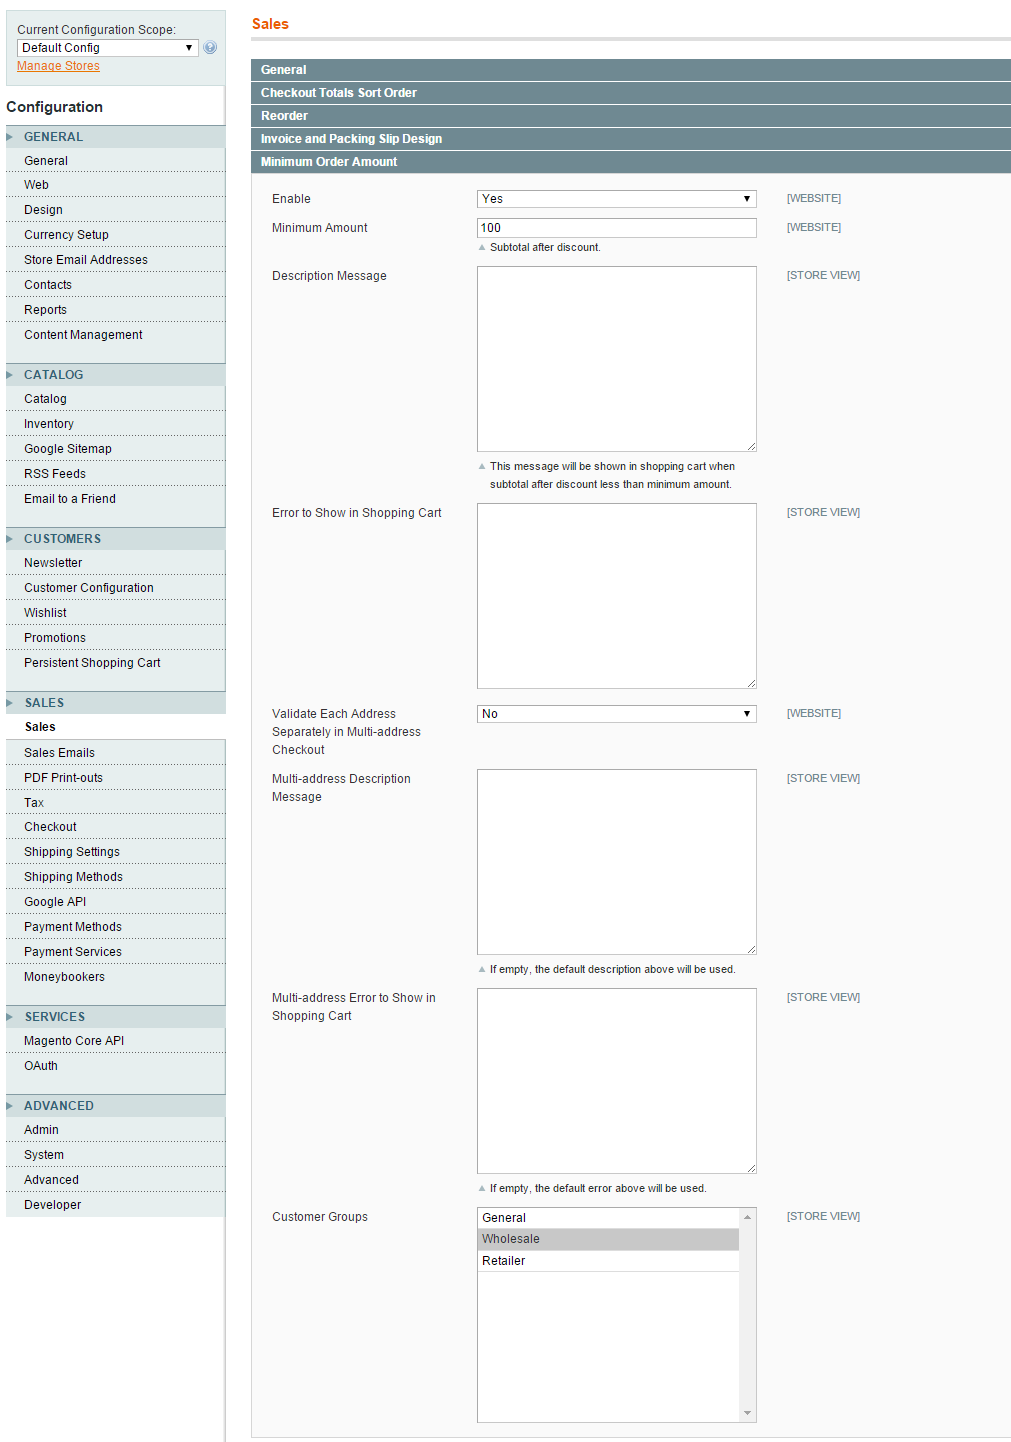 Current Configuration Scope:
Default Config
Manage Stores
Configuration
GENERAL
General
Web
Design
Currency Setup
Store Email Addresses
Contacts
Reports
Content Management
CATALOG
Catalog
Inventory
Google Sitemap
RSS Feeds
Email to a Friend
CUSTOMERS
Newsletter
Customer Configuration
Wishlist
Promotions
Persistent Shopping Cart
SALES
Sales
Sales Emails
PDF Print-outs
Tax
Checkout
Shipping Settings
Shipping Methods
Google API
Payment Methods
Payment Services
Moneybookers
SERVICES
Magento Core API
OAuth
ADVANCED
Admin
System
Advanced
Developer
Sales
General
Checkout Totals Sort Order
Reorder
Invoice and Packing Slip Design
Minimum Order Amount
Enable Yes [WEBSITE]
Minimum Amount 100 [WEBSITE]
Subtotal after discount.
Description Message [STORE VIEW]
This message will be shown in shopping cart when
subtotal after discount less than minimum amount.
Error to Show in Shopping Cart [STORE VIEW]
Validate Each Address No [WEBSITE]
Separately in Multi-address
Checkout
Multi-address Description [STORE VIEW]
Message
If empty, the default description above will be used.
Multi-address Error to Show in [STORE VIEW]
Shopping Cart
If empty, the default error above will be used.
Customer Groups General [STORE VIEW]
Wholesale
Retailer